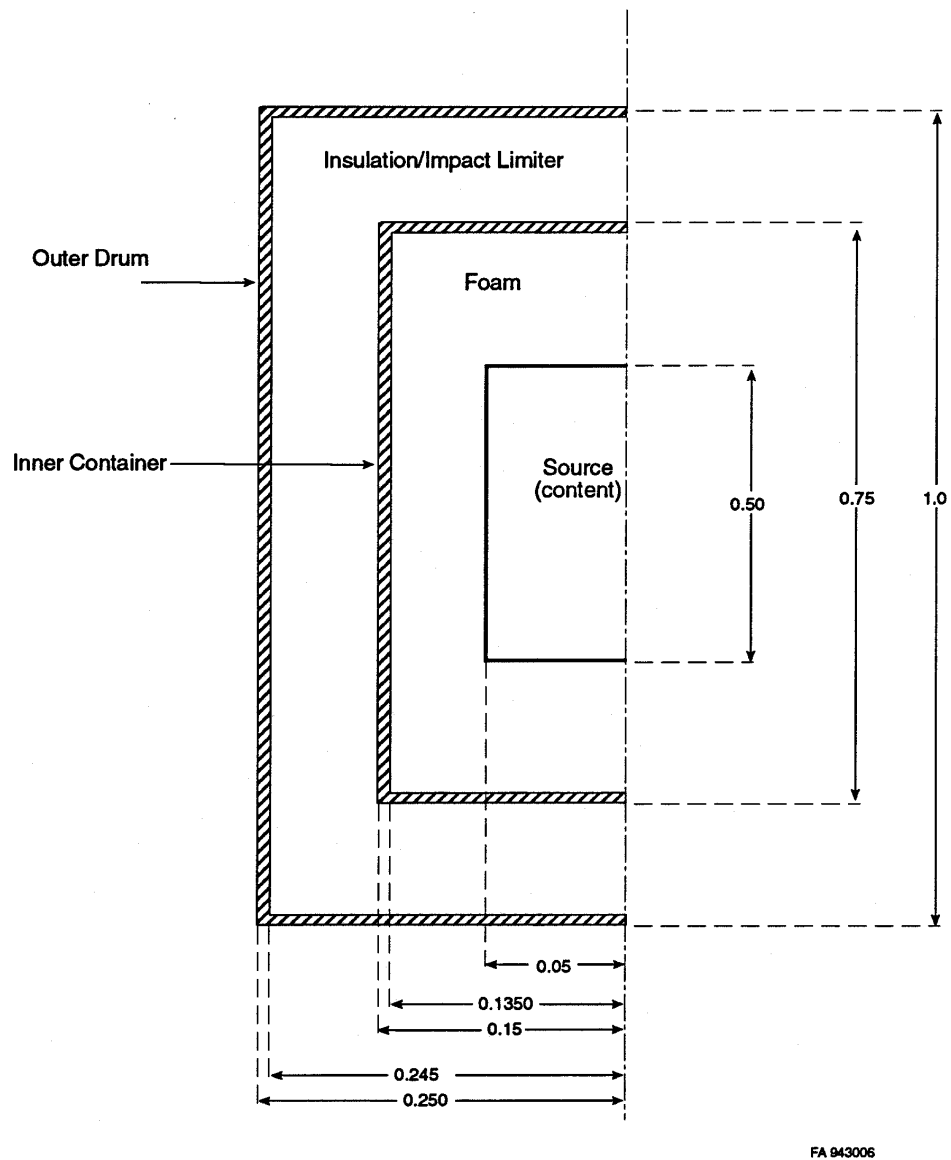 Insulation/Impact Limiter
Outer Drum
Foam
Inner Container
Source
(content)
0.50
0.75
1.0
0.05
0.1350
0.15
0.245
0.250
FA 943006